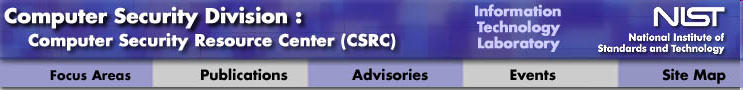 Computer Security Division :
Computer Security Resource Center (CSRC)
Information
Technology
Laboratory
NIST
National Institute of
Standards and Technology
Focus Areas Publications Advisories Events Site Map